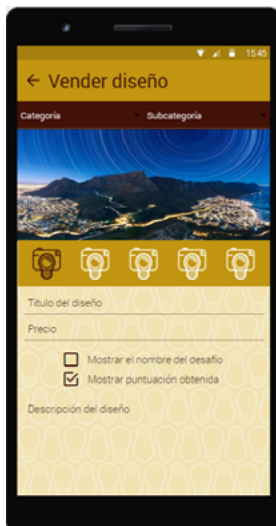 15:45
← Vender diseño
Categoría Subcategoría
Titulo del diseño
Precio
Mostrar el nombre del desafío
Mostrar puntuación obtenida
Descripción del diseño